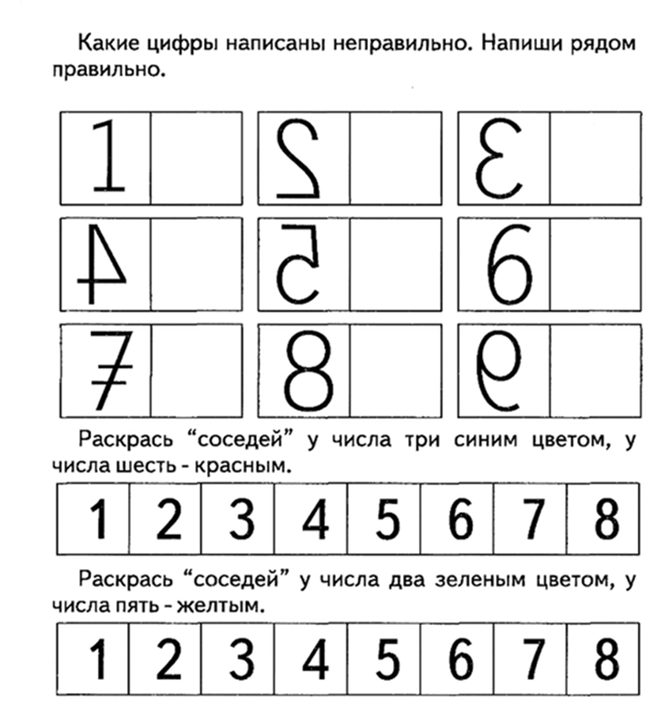 Какие цифры написаны неправильно. Напиши рядом
правильно.
1 2 3
4 5 6
7 8 9
Раскрась “соседей” у числа три синим цветом, у
числа шесть - красным.
1 2 3 4 5 6 7 8
Раскрась “соседей” у числа два зеленым цветом, у
числа пять - желтым.
1 2 3 4 5 6 7 8